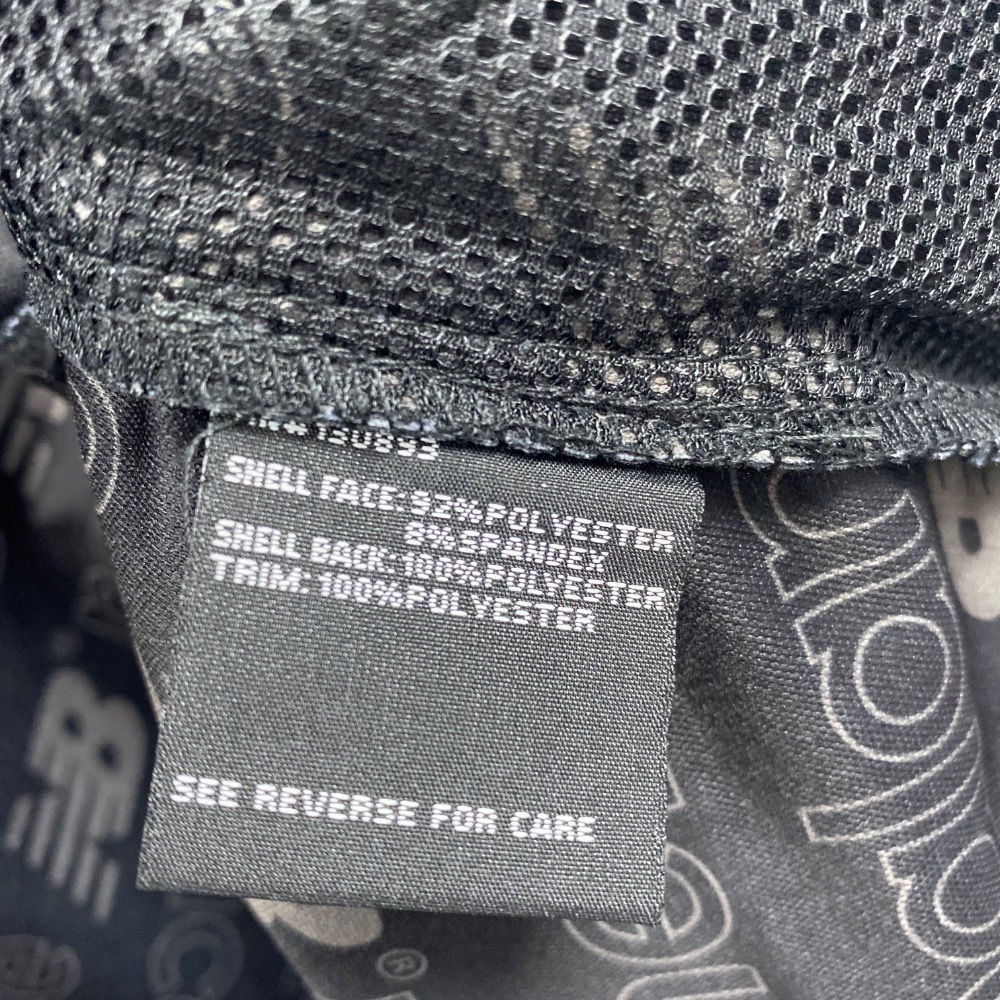 SHELL FACE: 92% POLYESTER
8% SPANDEX
SHELL BACK: 100% POLYESTER
TRIM: 100% POLYESTER
SEE REVERSE FOR CARE
®